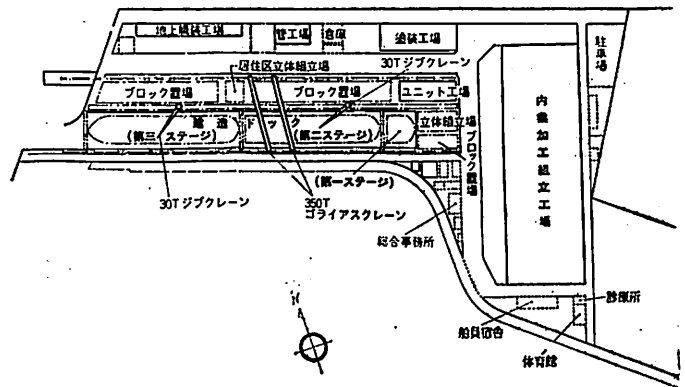 地上艤装工場
管工場
倉庫
塗装工場
駐車場
居住区立体組立場
30Tジブクレーン
ブロック置場
ブロック置場
ユニット工場
建造ドック
(第三ステージ)
(第二ステージ)
立体組立場
ブロック置場
内業加工組立工場
(第一ステージ)
30Tジブクレーン
350T
ゴライアスクレーン
総合事務所
N
診療所
船員宿舎
体育館